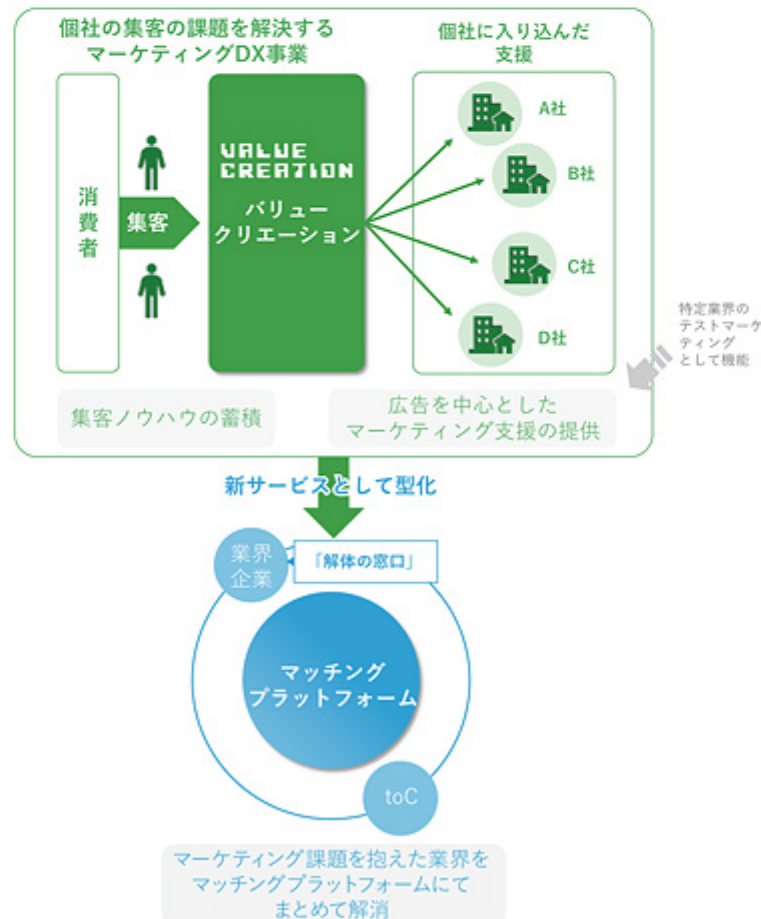 個社の集客の課題を解決する
マーケティングDX事業
個社に入り込んだ
支援
消費者
集客
VALUE
CREATION
バリュー
クリエーション
A社
B社
C社
D社
特定業界の
テストマーケ
ティング
として機能
集客ノウハウの蓄積
広告を中心とした
マーケティング支援の提供
新サービスとして型化
業界
企業
「解体の窓口」
マッチング
プラットフォーム
toC
マーケティング課題を抱えた業界を
マッチングプラットフォームにて
まとめて解消